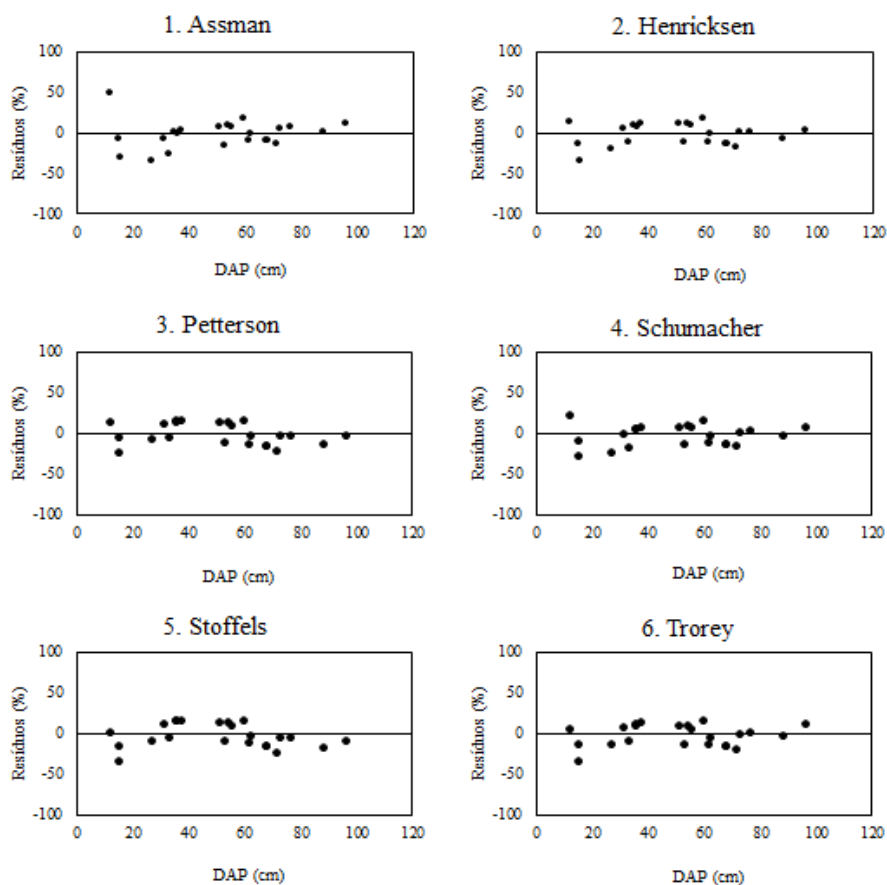 1. Assman
100
50
0
-50
-100
Resíduos (%)
0 20 40 60 80 100 120
DAP (cm)
2. Henricksen
100
50
0
-50
-100
Resíduos (%)
0 20 40 60 80 100 120
DAP (cm)
3. Petterson
100
50
0
-50
-100
Resíduos (%)
0 20 40 60 80 100 120
DAP (cm)
4. Schumacher
100
50
0
-50
-100
Resíduos (%)
0 20 40 60 80 100 120
DAP (cm)
5. Stoffels
100
50
0
-50
-100
Resíduos (%)
0 20 40 60 80 100 120
DAP (cm)
6. Trorey
100
50
0
-50
-100
Resíduos (%)
0 20 40 60 80 100 120
DAP (cm)